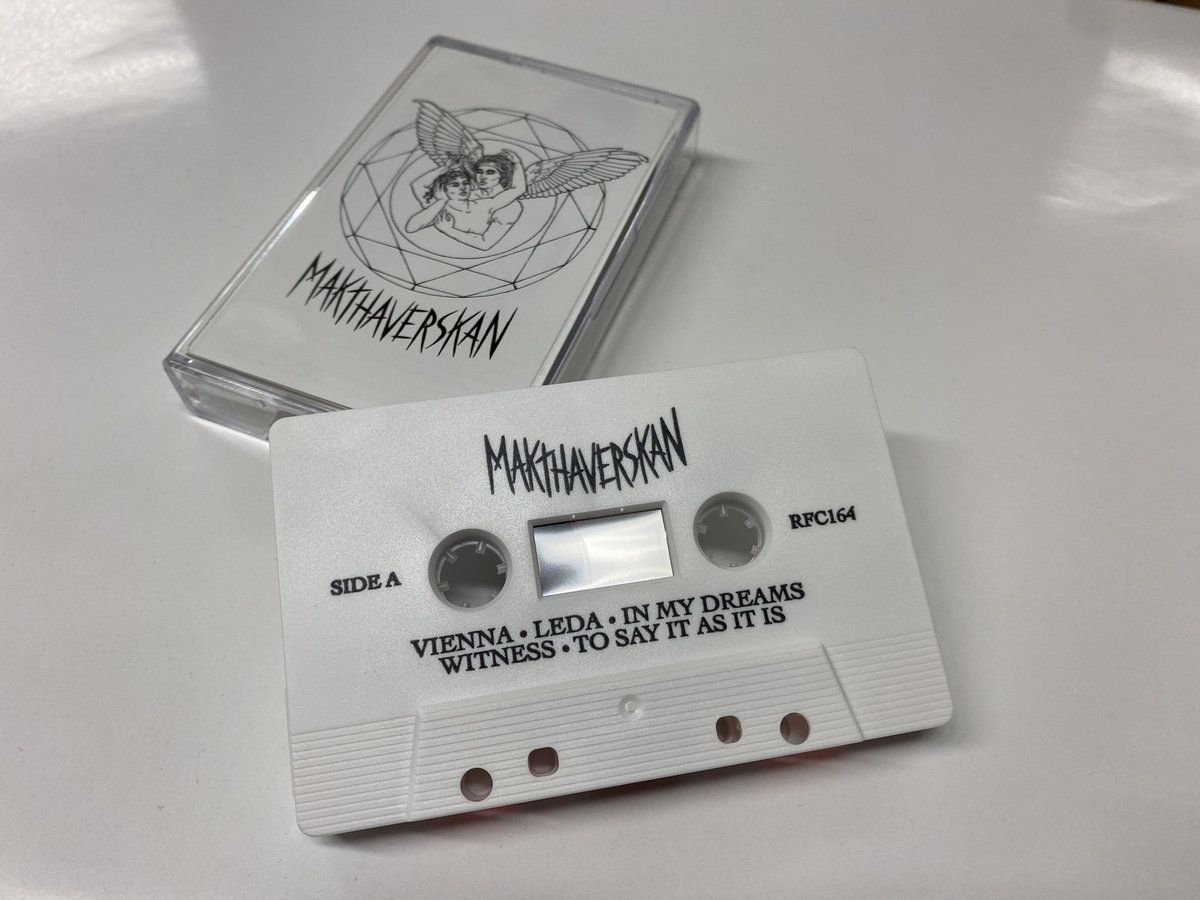 MAKTHAVERSKAN
MAKTHAVERSKAN
SIDE A
RFC164
VIENNA • LEDA • IN MY DREAMS
WITNESS • TO SAY IT AS IT IS